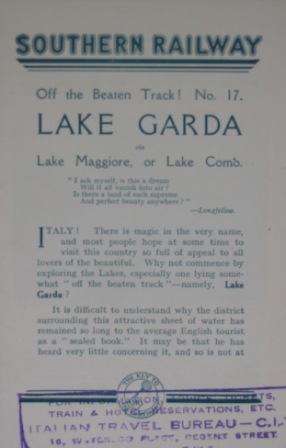 SOUTHERN RAILWAY
Off the Beaten Track! No. 17.
LAKE GARDA
via
Lake Maggiore, or Lake Como.
"I ask myself, is this a dream
Will it all vanish into air?
Is there a land of such supreme
And perfect beauty anywhere?"
—Longfellow.
ITALY! There is magic in the very name,
and most people hope at some time to
visit this country so full of appeal to all
lovers of the beautiful. Why not commence by
exploring the Lakes, especially one lying some-
what "off the beaten track"—namely, Lake
Garda?
It is difficult to understand why the district
surrounding this attractive sheet of water has
remained so long to the average English tourist
as a "sealed book." It may be that he has
heard very little concerning it, and so is not at
THE KEY TO
FOR TICKETS,
TRAIN & HOTEL RESERVATIONS, ETC.
ITALIAN TRAVEL BUREAU—C.I.T.
16, WATERLOO PLACE, REGENT STREET.